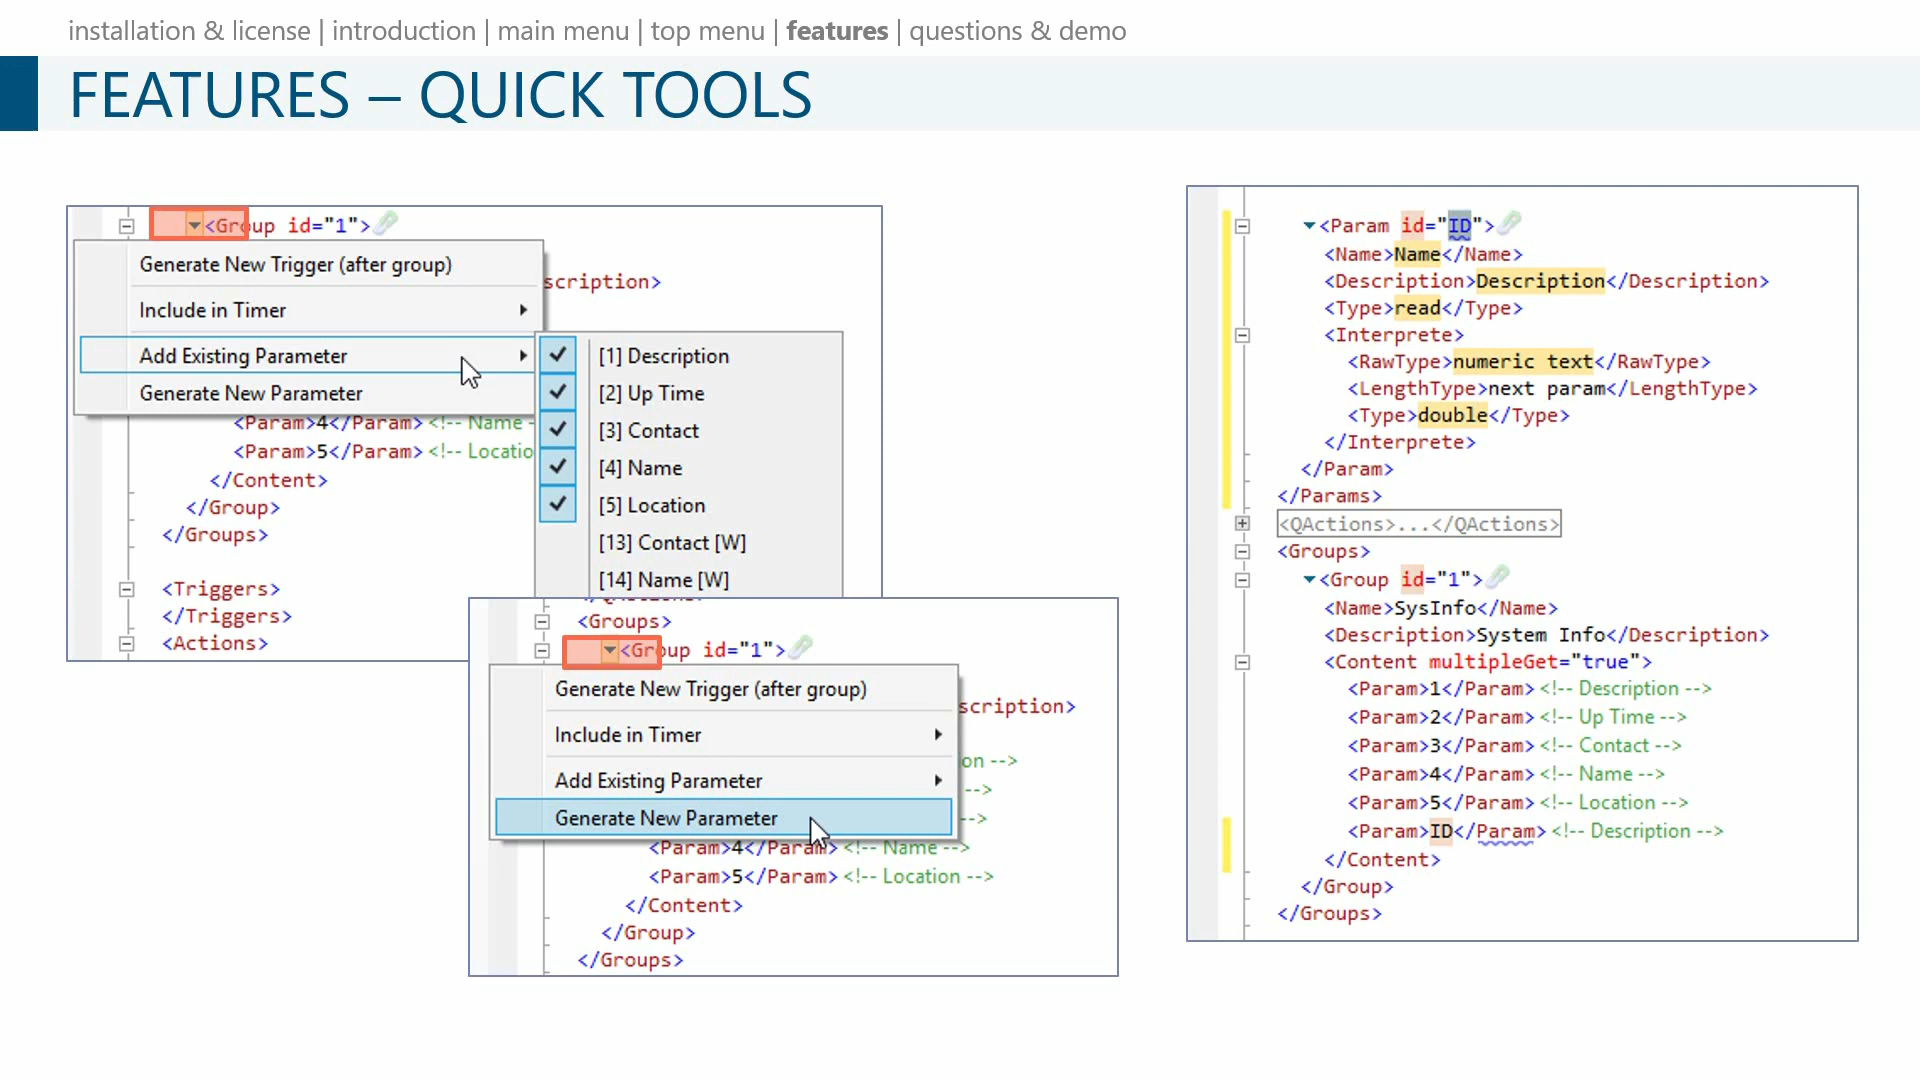 installation & license | introduction | main menu | top menu | features | questions & demo
FEATURES – QUICK TOOLS
<Group id="1">
Generate New Trigger (after group)
scription>
Include in Timer
Add Existing Parameter
Generate New Parameter
[1] Description
[2] Up Time
[3] Contact
[4] Name
[5] Location
[13] Contact [W]
[14] Name [W]
<Param>4</Param> <!-- Name -
<Param>5</Param> <!-- Locatio
</Content>
</Group>
</Groups>
<Triggers>
</Triggers>
<Actions>
<Groups>
<Group id="1">
Generate New Trigger (after group)
scription>
Include in Timer
on -->
Add Existing Parameter
-->
Generate New Parameter
-->
<Param>4</Param> <!-- Name -->
<Param>5</Param> <!-- Location -->
</Content>
</Group>
</Groups>
<Param id="ID">
<Name>Name</Name>
<Description>Description</Description>
<Type>read</Type>
<Interprete>
<RawType>numeric text</RawType>
<LengthType>next param</LengthType>
<Type>double</Type>
</Interprete>
</Param>
</Params>
<QActions>...</QActions>
<Groups>
<Group id="1">
<Name>SysInfo</Name>
<Description>System Info</Description>
<Content multipleGet="true">
<Param>1</Param> <!-- Description -->
<Param>2</Param> <!-- Up Time -->
<Param>3</Param> <!-- Contact -->
<Param>4</Param> <!-- Name -->
<Param>5</Param> <!-- Location -->
<Param>ID</Param> <!-- Description -->
</Content>
</Group>
</Groups>